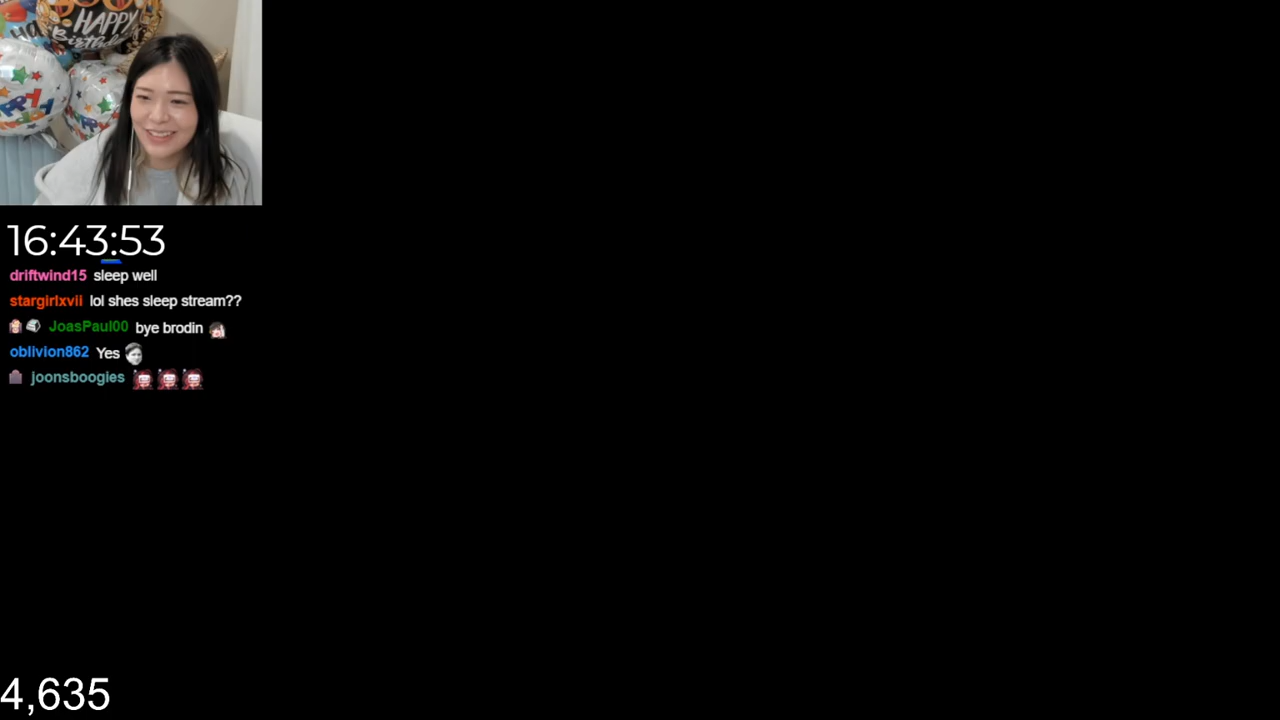 HAPPY
Birthday
16:43:53
driftwind15 sleep well
stargirlxvii lol shes sleep stream??
JoasPaul00 bye brodin
oblivion862 Yes
joonsboogies
4,635